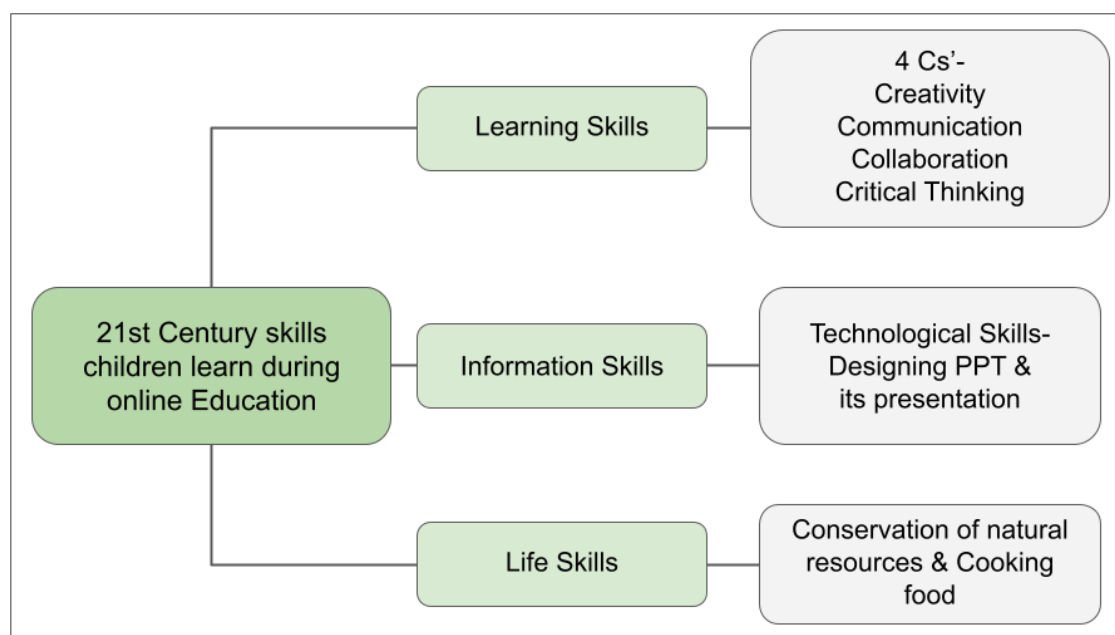 21st Century skills
children learn during
online Education
Learning Skills
4 Cs’-
Creativity
Communication
Collaboration
Critical Thinking
Information Skills
Technological Skills-
Designing PPT &
its presentation
Life Skills
Conservation of natural
resources & Cooking
food